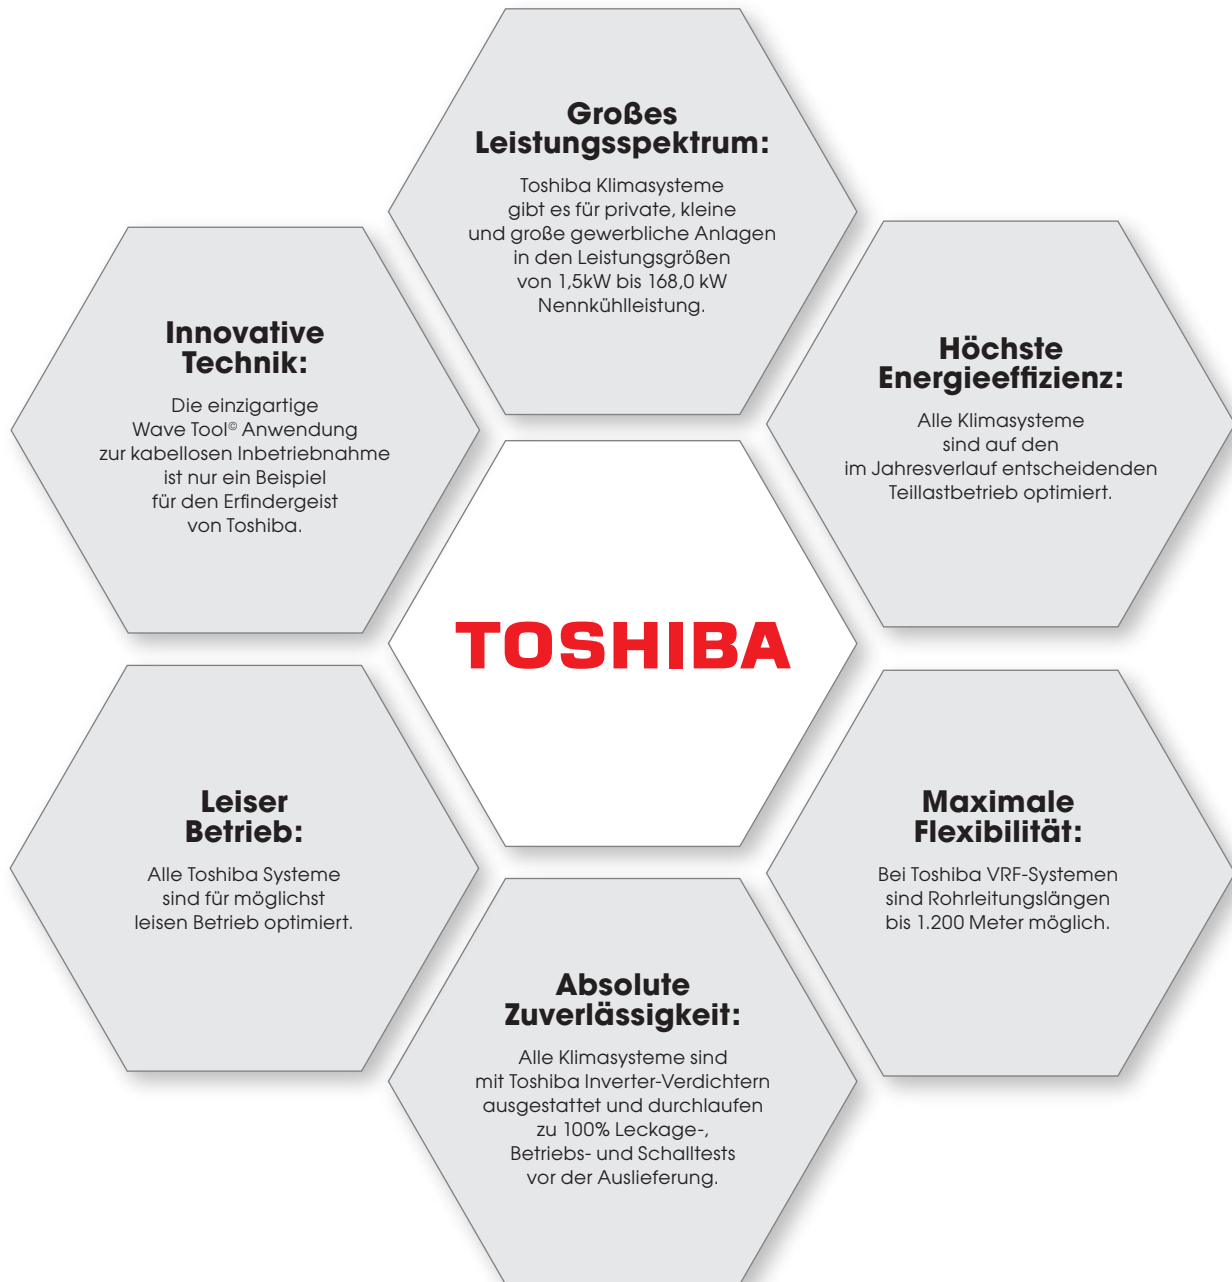 Großes
Leistungsspektrum:
Toshiba Klimasysteme
gibt es für private, kleine
und große gewerbliche Anlagen
in den Leistungsgrößen
von 1,5kW bis 168,0 kW
Nennkühlleistung.
Innovative
Technik:
Die einzigartige
Wave Tool© Anwendung
zur kabellosen Inbetriebnahme
ist nur ein Beispiel
für den Erfindergeist
von Toshiba.
Höchste
Energieeffizienz:
Alle Klimasysteme
sind auf den
im Jahresverlauf entscheidenden
Teillastbetrieb optimiert.
TOSHIBA
Leiser
Betrieb:
Alle Toshiba Systeme
sind für möglichst
leisen Betrieb optimiert.
Maximale
Flexibilität:
Bei Toshiba VRF-Systemen
sind Rohrleitungslängen
bis 1.200 Meter möglich.
Absolute
Zuverlässigkeit:
Alle Klimasysteme sind
mit Toshiba Inverter-Verdichtern
ausgestattet und durchlaufen
zu 100% Leckage-,
Betriebs- und Schalltests
vor der Auslieferung.